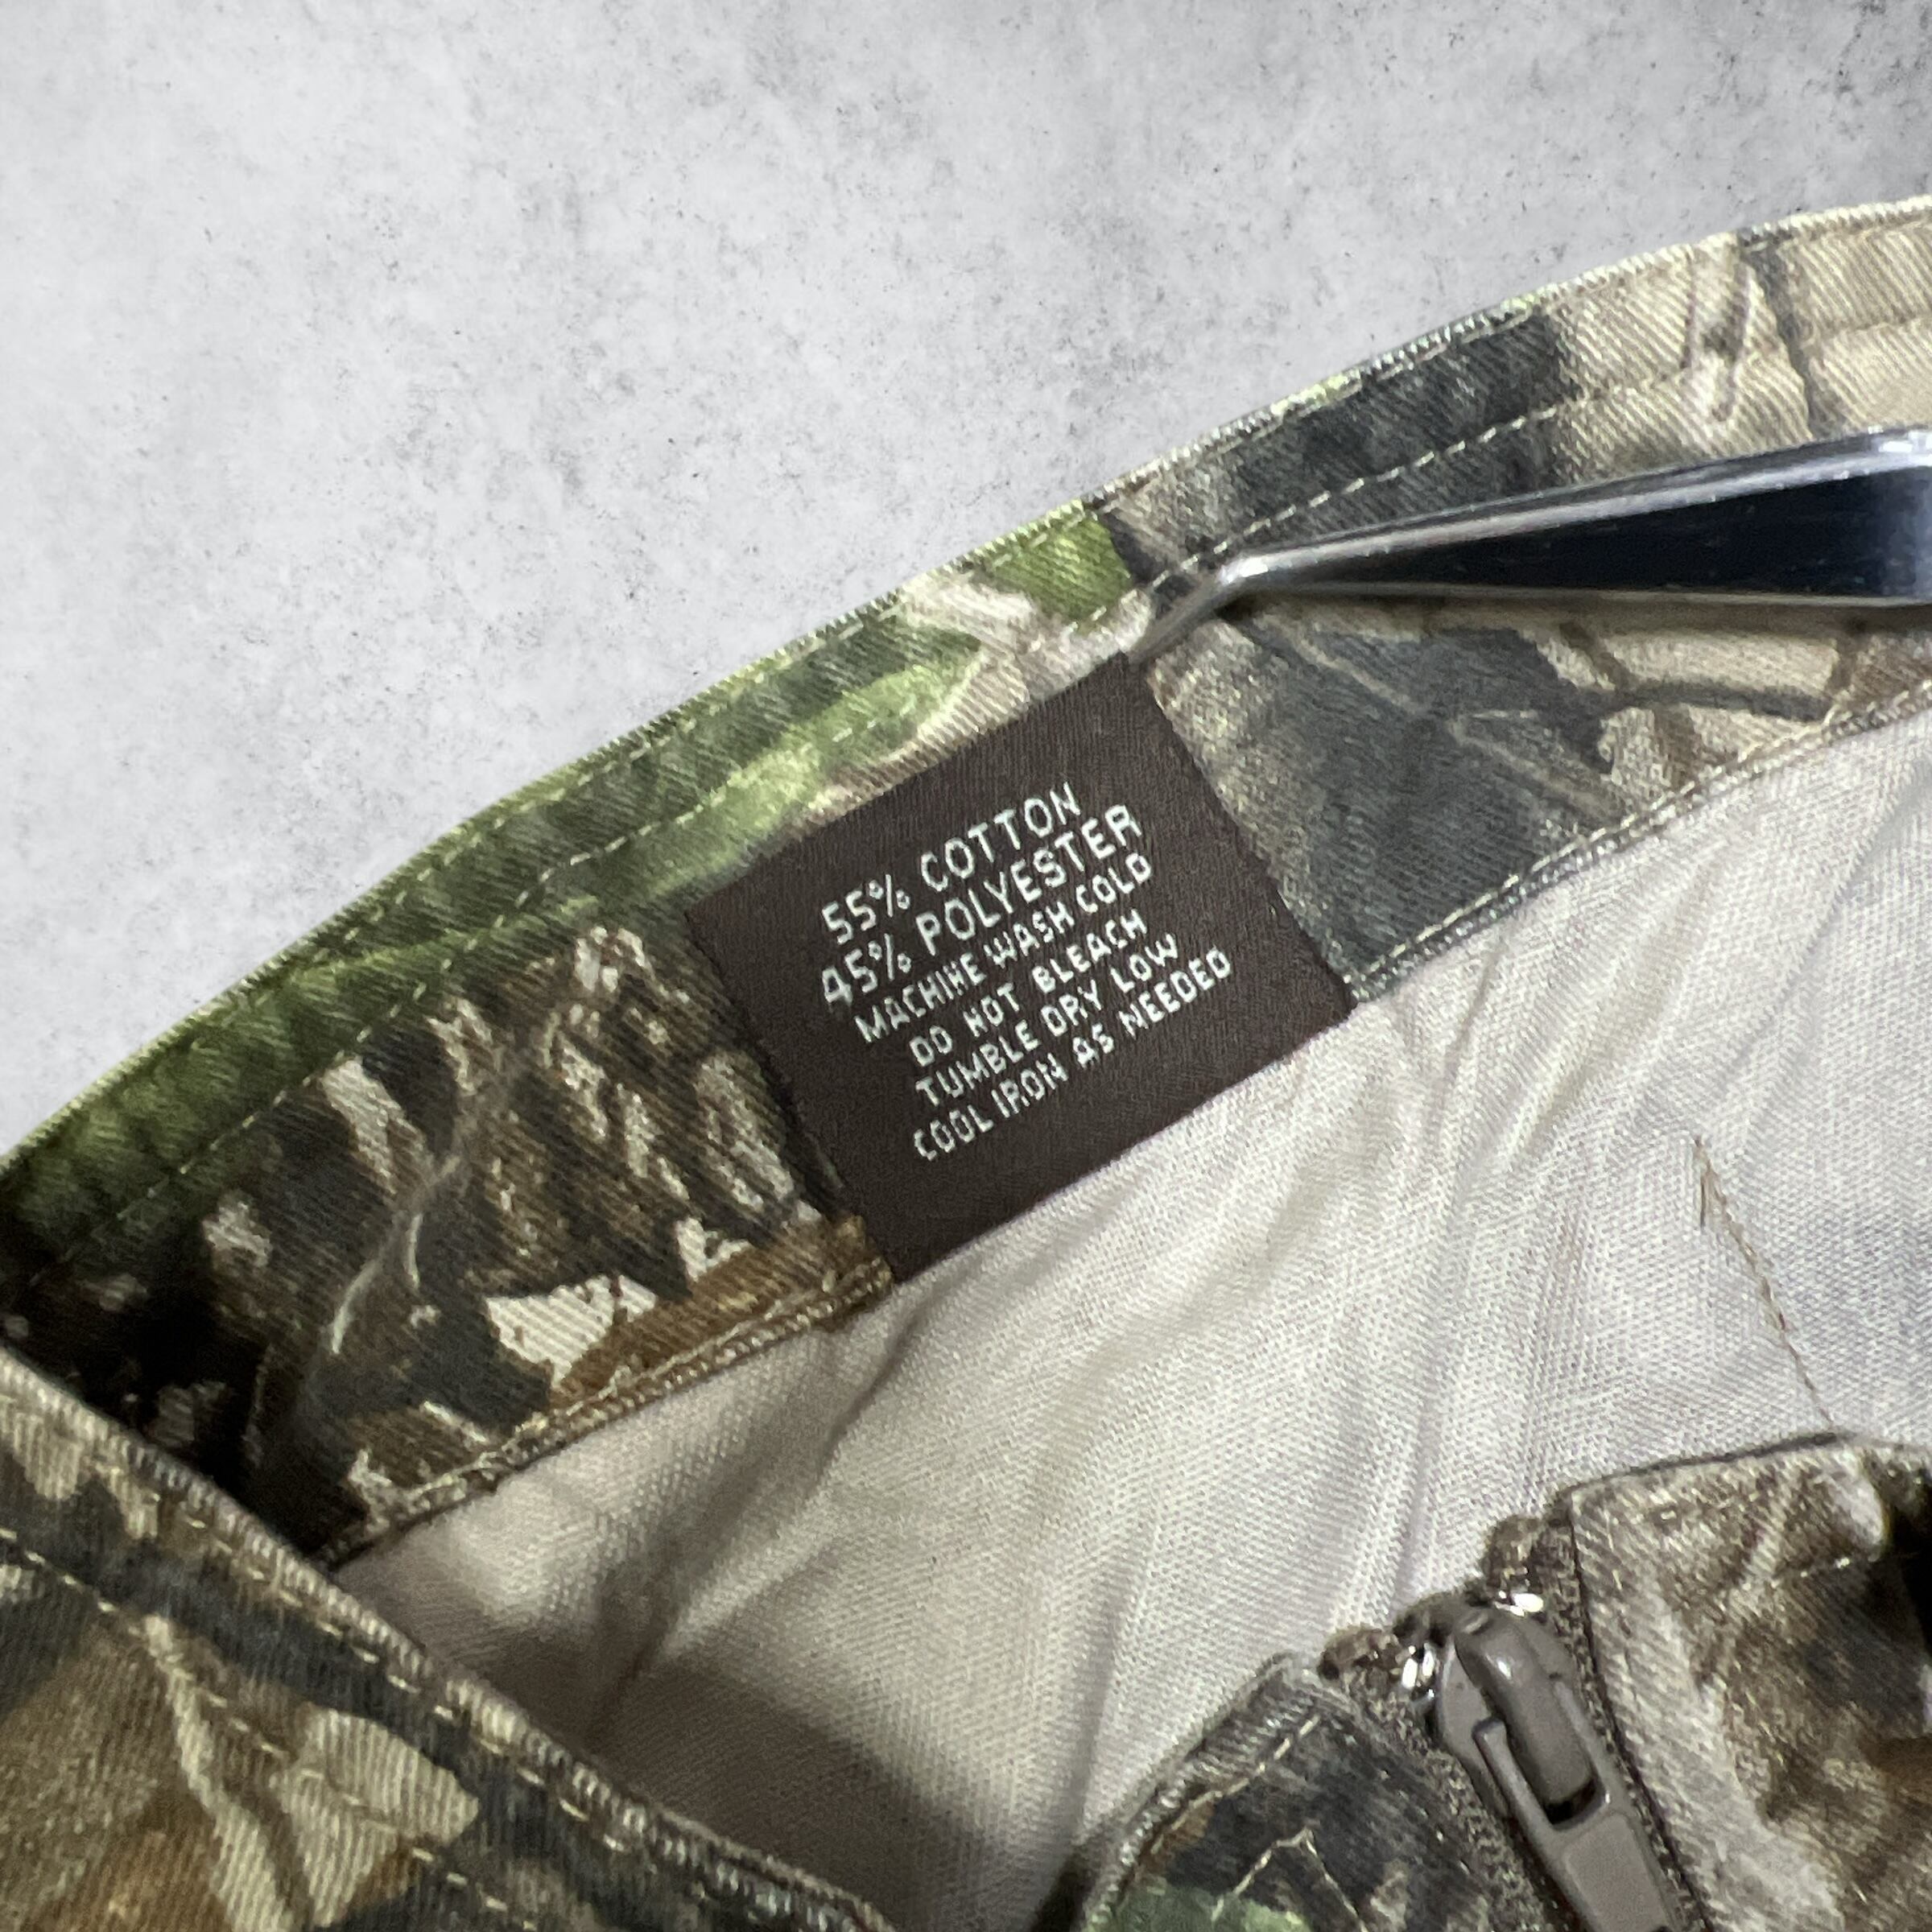 55% COTTON
45% POLYESTER
MACHINE WASH COLD
DO NOT BLEACH
TUMBLE DRY LOW
COOL IRON AS NEEDED